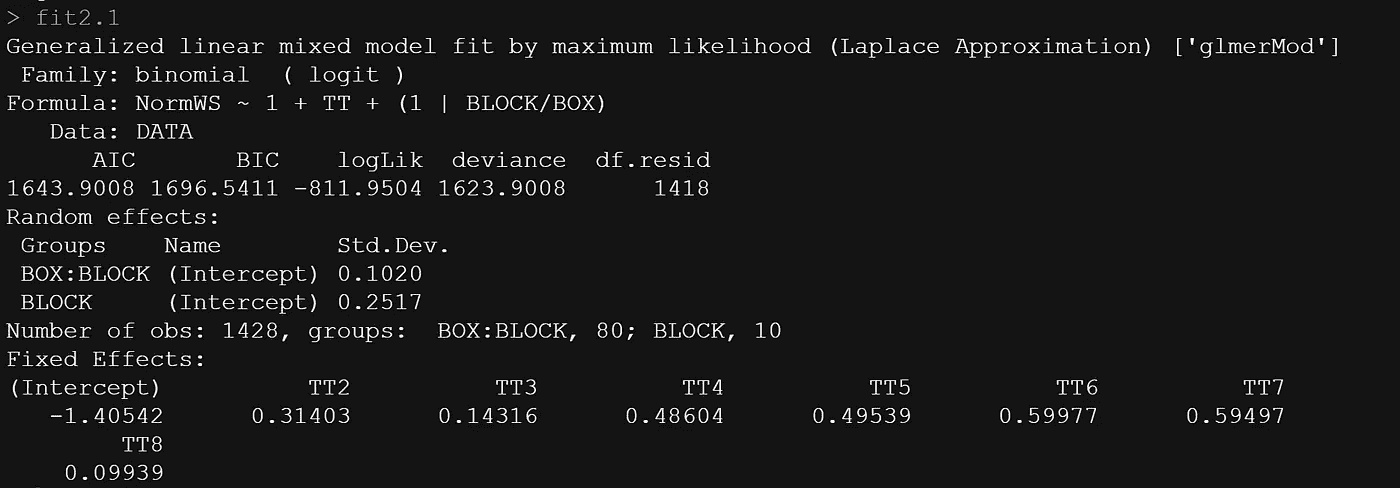 > fit2.1
Generalized linear mixed model fit by maximum likelihood (Laplace Approximation) ['glmerMod']
 Family: binomial  ( logit )
Formula: NormWS ~ 1 + TT + (1 | BLOCK/BOX)
   Data: DATA
      AIC       BIC    logLik  deviance  df.resid
1643.9008 1696.5411 -811.9504 1623.9008      1418
Random effects:
 Groups    Name        Std.Dev.
 BOX:BLOCK (Intercept) 0.1020
 BLOCK     (Intercept) 0.2517
Number of obs: 1428, groups:  BOX:BLOCK, 80; BLOCK, 10
Fixed Effects:
(Intercept)          TT2          TT3          TT4          TT5          TT6          TT7
   -1.40542      0.31403      0.14316      0.48604      0.49539      0.59977      0.59497
        TT8
    0.09939